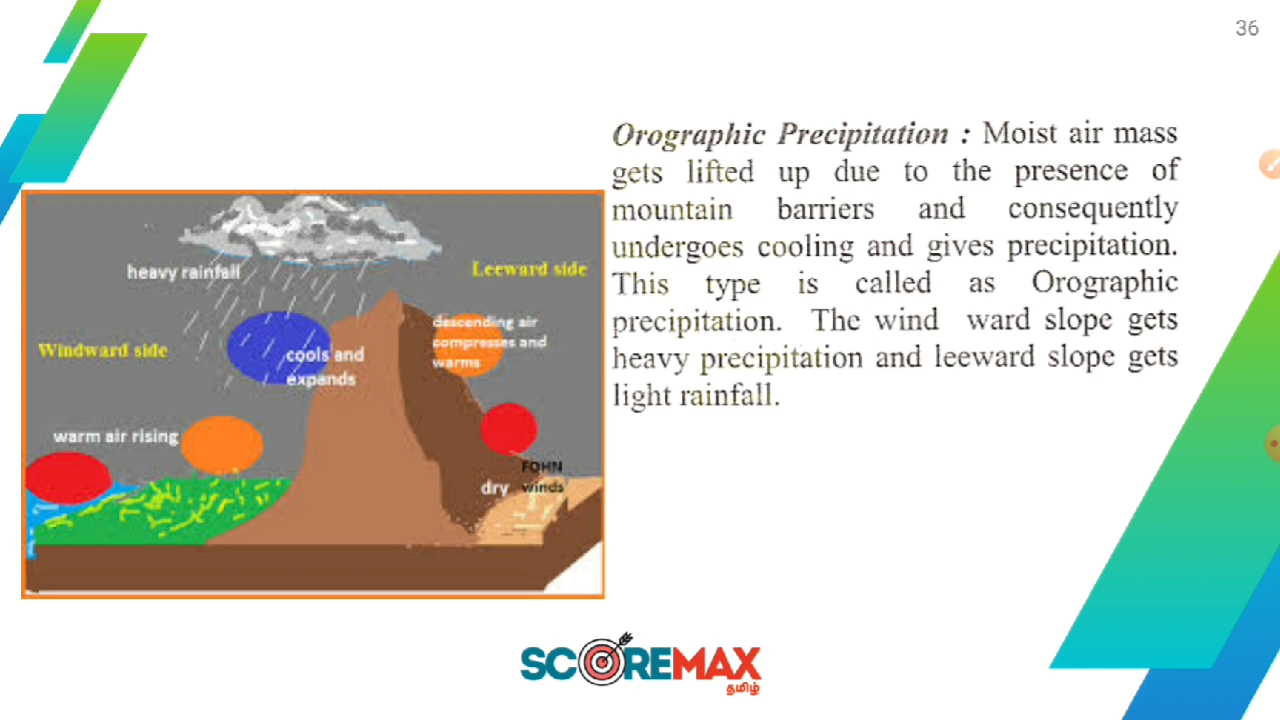 36
Orographic Precipitation : Moist air mass
gets lifted up due to the presence of
mountain barriers and consequently
undergoes cooling and gives precipitation.
This type is called as Orographic
precipitation. The wind ward slope gets
heavy precipitation and leeward slope gets
light rainfall.
heavy rainfall
Leeward side
Windward side
cools and
expands
descending air
compresses and
warms
warm air rising
dry
FOHN
winds
SCOREMAX
தமிழ்